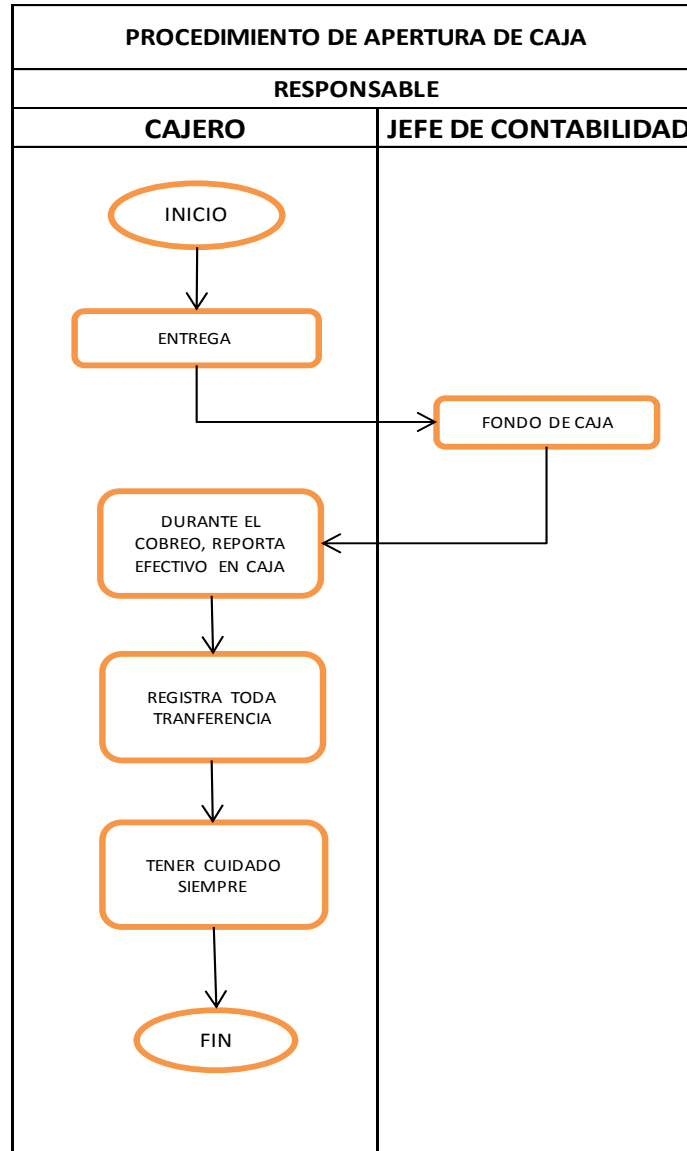 PROCEDIMIENTO DE APERTURA DE CAJA
RESPONSABLE
CAJERO
JEFE DE CONTABILIDAD
INICIO
ENTREGA
FONDO DE CAJA
DURANTE EL
COBREO, REPORTA
EFECTIVO EN CAJA
REGISTRA TODA
TRANFERENCIA
TENER CUIDADO
SIEMPRE
FIN